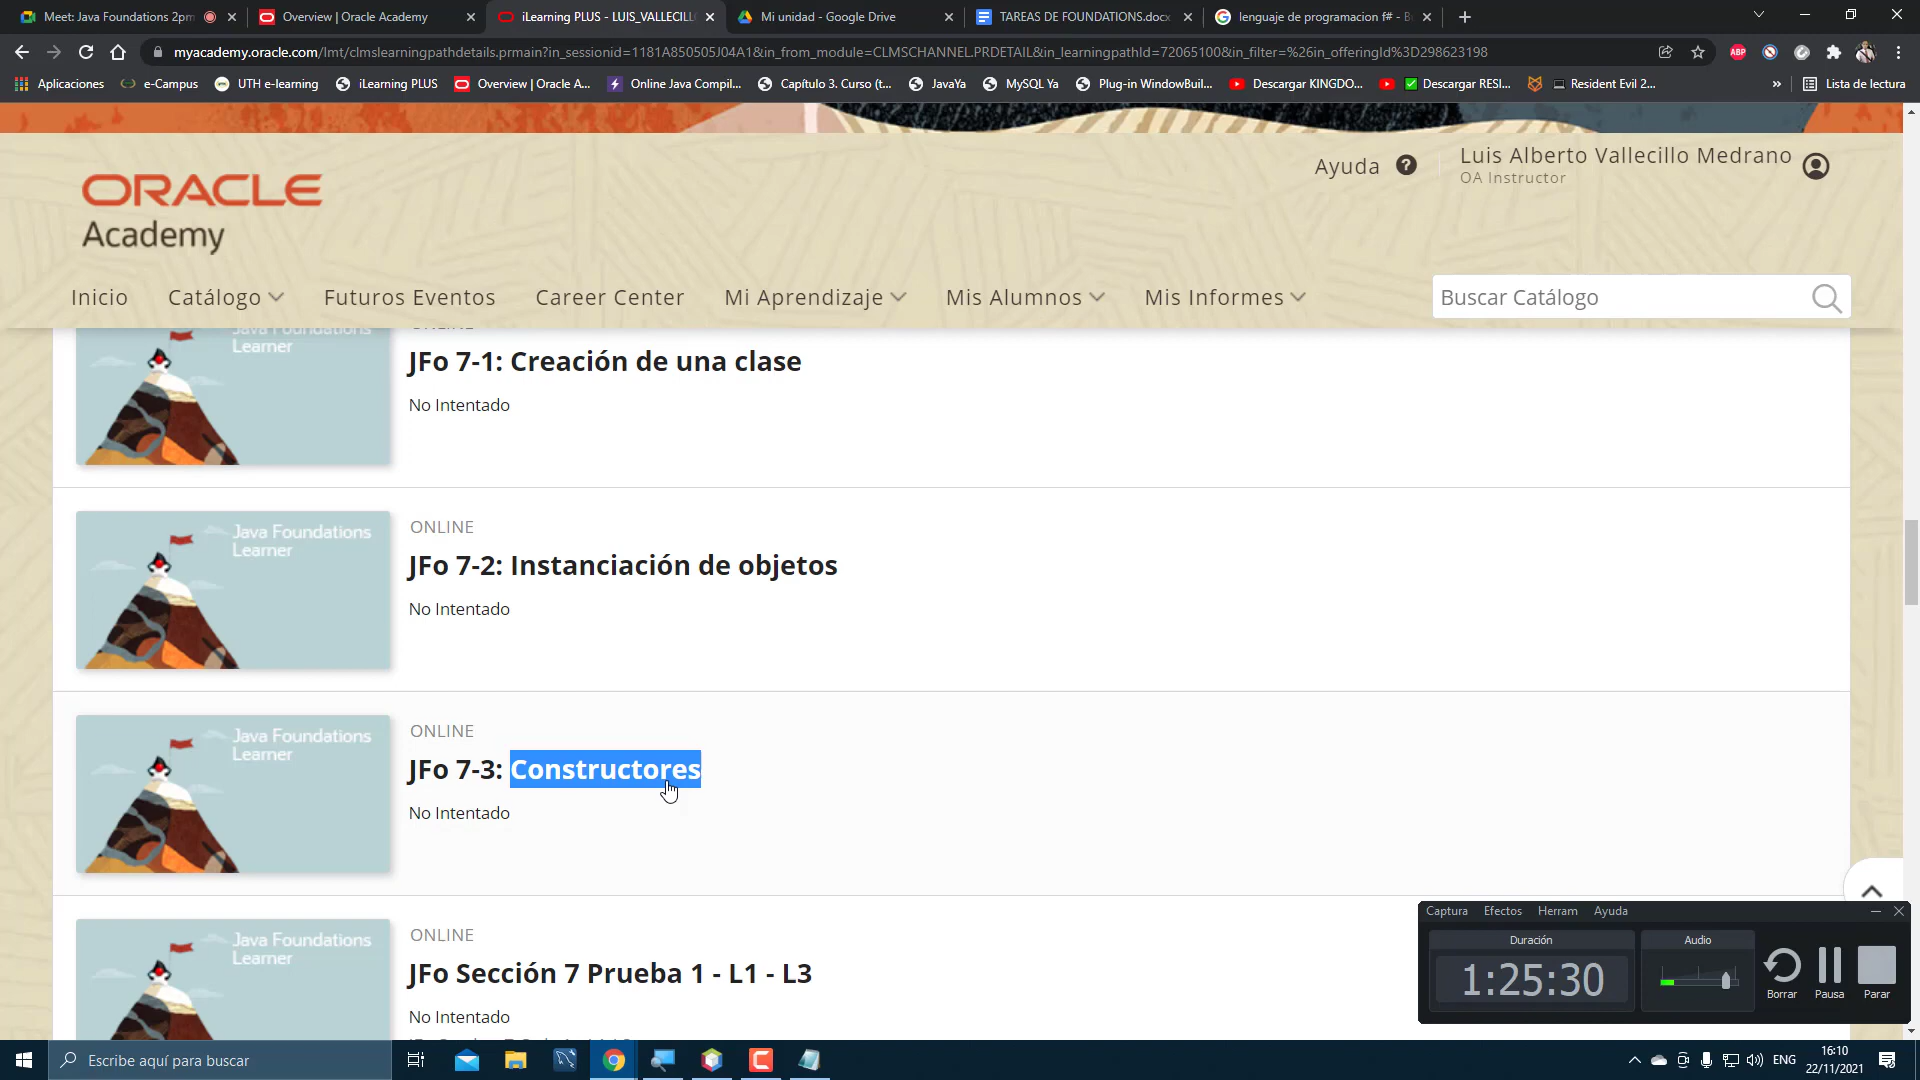 Meet: Java Foundations 2pm
Overview | Oracle Academy
iLearning PLUS - LUIS_VALLECILL
Mi unidad - Google Drive
TAREAS DE FOUNDATIONS.docx
lenguaje de programacion f# - B
myacademy.oracle.com/lmt/clmslearningpathdetails.prmain?in_sessionid=1181A850505J04A1&in_from_module=CLMSCHANNEL.PRDETAIL&in_learningpathId=72065100&in_filter=%26in_offeringId%3D298623198
ABP
Aplicaciones
e-Campus
UTH e-learning
iLearning PLUS
Overview | Oracle A...
Online Java Compil...
Capítulo 3. Curso (t...
JavaYa
MySQL Ya
Plug-in WindowBuil...
Descargar KINGDO...
Descargar RESI...
Resident Evil 2...
»
Lista de lectura
ORACLE
Academy
Ayuda ?
Luis Alberto Vallecillo Medrano
OA Instructor
Inicio
Catálogo
Futuros Eventos
Career Center
Mi Aprendizaje
Mis Alumnos
Mis Informes
Buscar Catálogo
Java Foundations
Learner
ONLINE
JFo 7-1: Creación de una clase
No Intentado
Java Foundations
Learner
ONLINE
JFo 7-2: Instanciación de objetos
No Intentado
Java Foundations
Learner
ONLINE
JFo 7-3: Constructores
No Intentado
Java Foundations
Learner
ONLINE
JFo Sección 7 Prueba 1 - L1 - L3
No Intentado
Captura
Efectos
Herram
Ayuda
Duración
1:25:30
Audio
Borrar
Pausa
Parar
Escribe aquí para buscar
ENG
16:10
22/11/2021